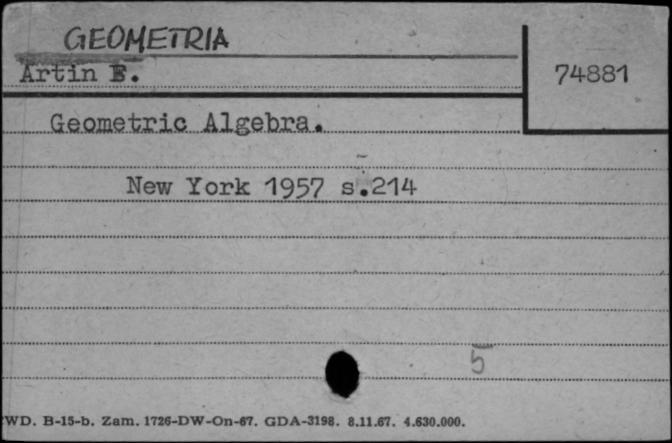 GEOMETRIA
Artin E.
74881
Geometric Algebra.
New York 1957 s.214
5
WD. B-15-b. Zam. 1726-DW-On-67. GDA-3198. 8.11.67. 4.630.000.